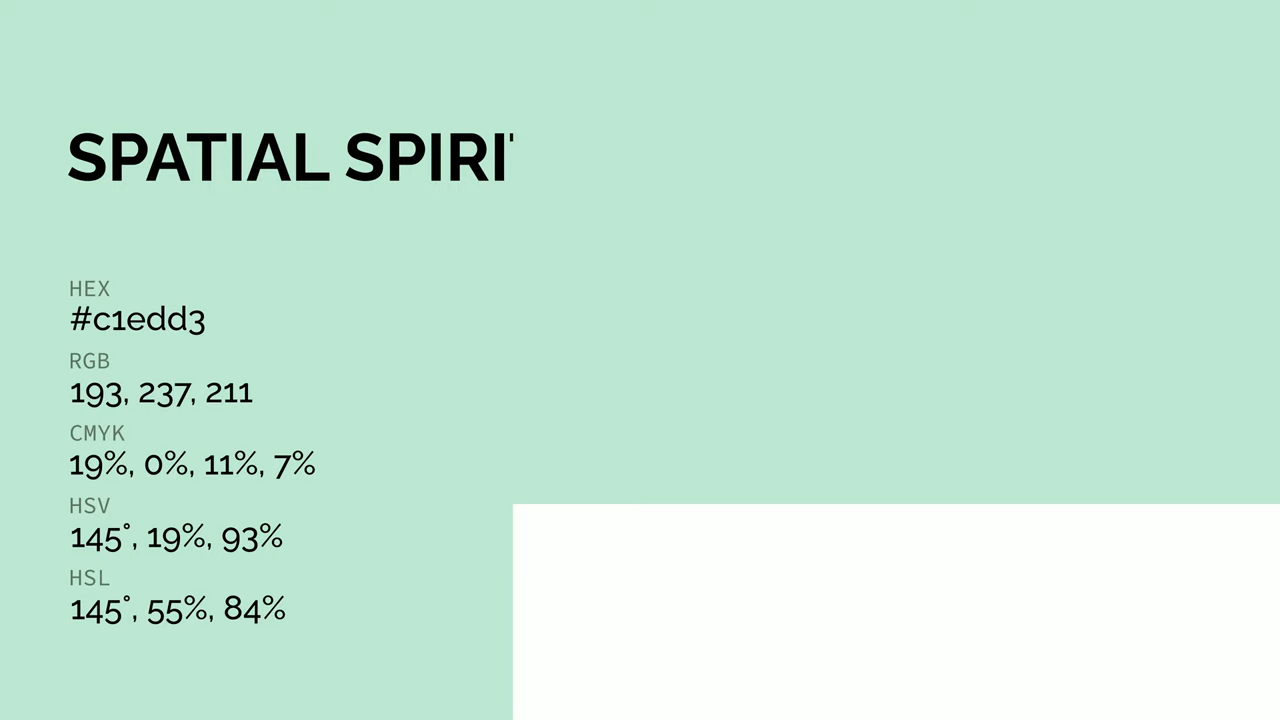 SPATIAL SPIRI
HEX
#c1edd3
RGB
193, 237, 211
CMYK
19%, 0%, 11%, 7%
HSV
145°, 19%, 93%
HSL
145°, 55%, 84%